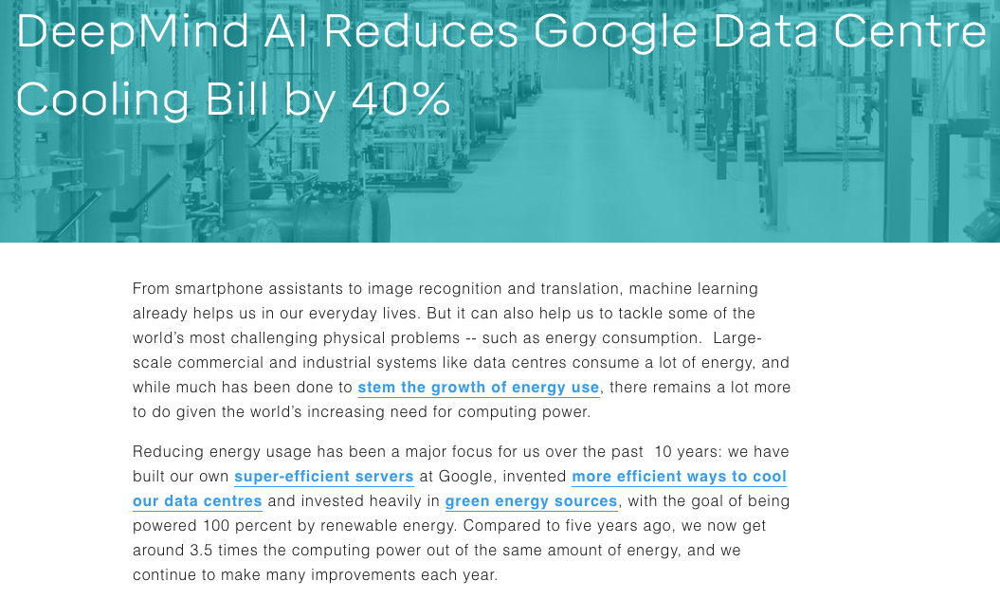 DeepMind AI Reduces Google Data Centre
Cooling Bill by 40%
From smartphone assistants to image recognition and translation, machine learning
already helps us in our everyday lives. But it can also help us to tackle some of the
world’s most challenging physical problems -- such as energy consumption.  Large-
scale commercial and industrial systems like data centres consume a lot of energy, and
while much has been done to stem the growth of energy use, there remains a lot more
to do given the world’s increasing need for computing power.
Reducing energy usage has been a major focus for us over the past  10 years: we have
built our own super-efficient servers at Google, invented more efficient ways to cool
our data centres and invested heavily in green energy sources, with the goal of being
powered 100 percent by renewable energy. Compared to five years ago, we now get
around 3.5 times the computing power out of the same amount of energy, and we
continue to make many improvements each year.